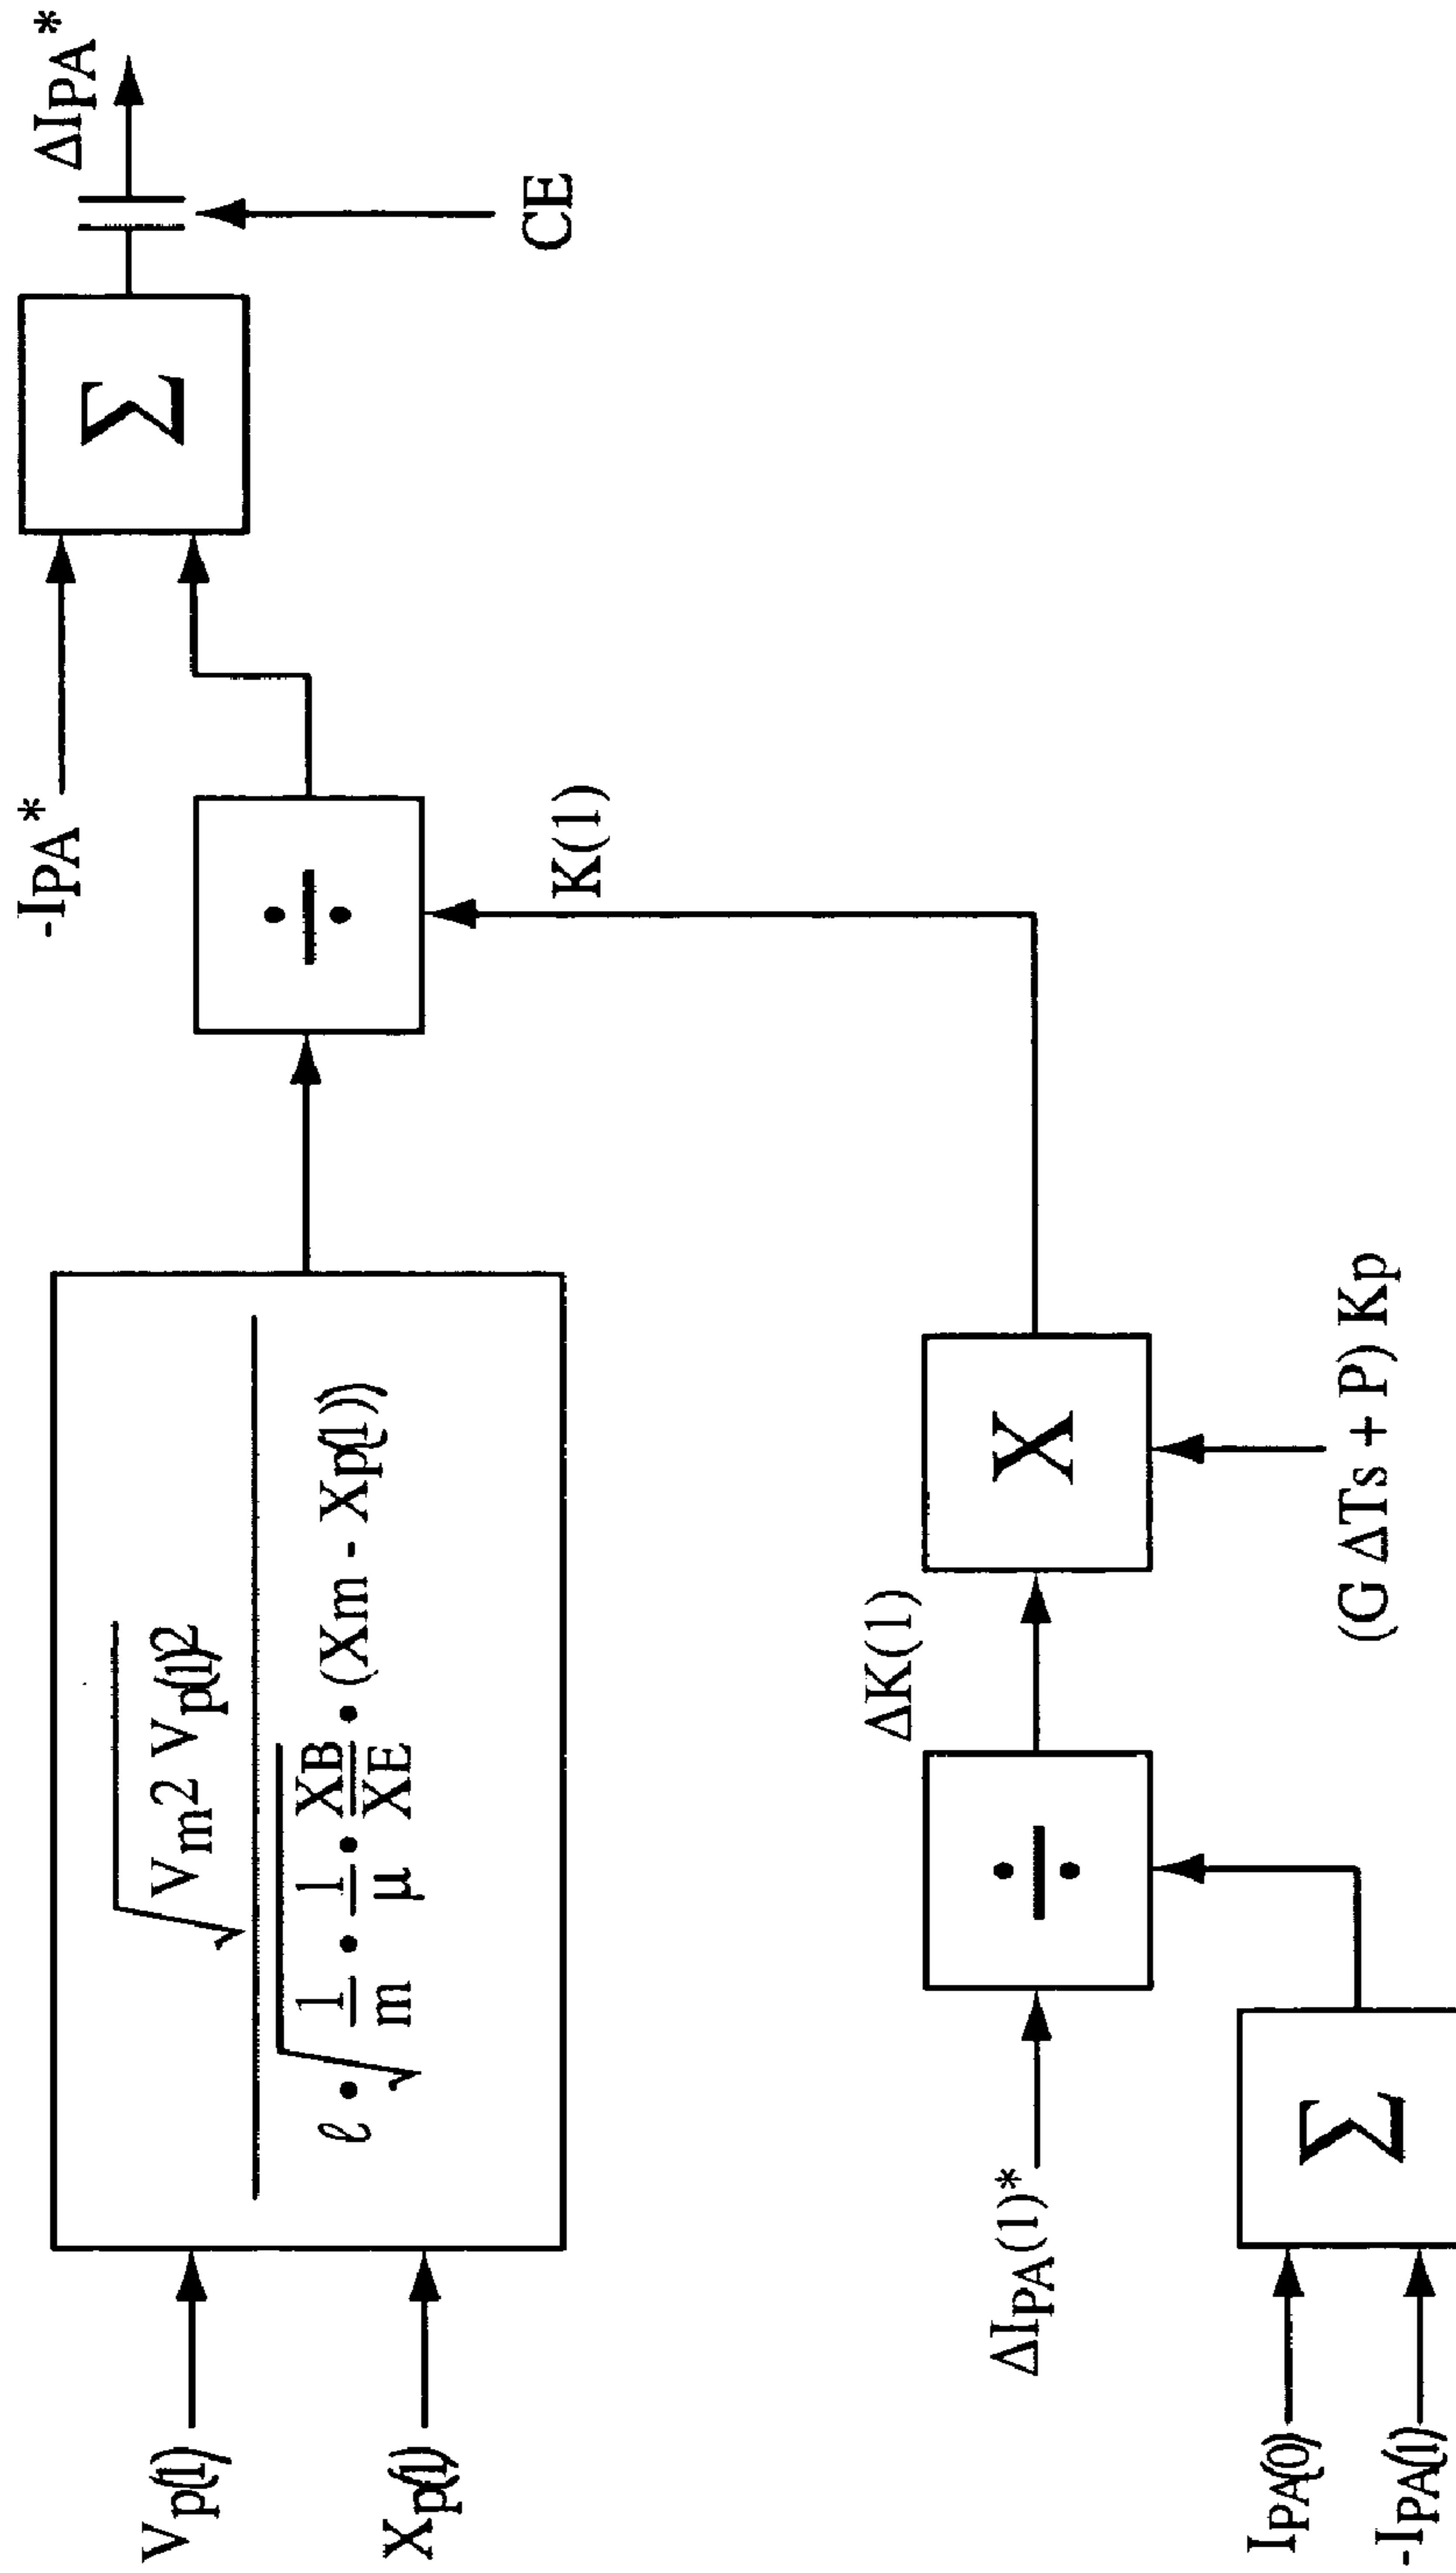 Vp(1)
Xp(1)
√ Vm2 Vp(1)2
ℓ • √ 1/m • 1/μ • XB/XE • (Xm - Xp(1))
÷
-IPA*
Σ
ΔIPA*
CE
K(1)
ΔIPA(1)*
÷
ΔK(1)
X
(G ΔTs + P) Kp
IPA(0)
-IPA(1)
Σ